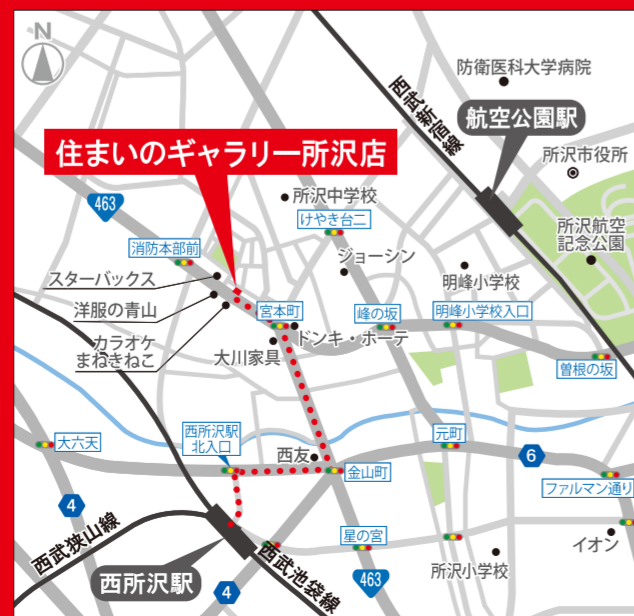 N
防衛医科大学病院
西武新宿線
航空公園駅
住まいのギャラリー所沢店
所沢市役所
所沢中学校
463
けやき台二
所沢航空
記念公園
消防本部前
ジョーシン
スターバックス
明峰小学校
洋服の青山
宮本町
峰の坂
明峰小学校入口
カラオケ
まねきねこ
ドンキ・ホーテ
大川家具
曽根の坂
大六天
西所沢駅
北入口
西友
元町
金山町
6
ファルマン通り
4
星の宮
イオン
西武狭山線
所沢小学校
西所沢駅
西武池袋線
4
463